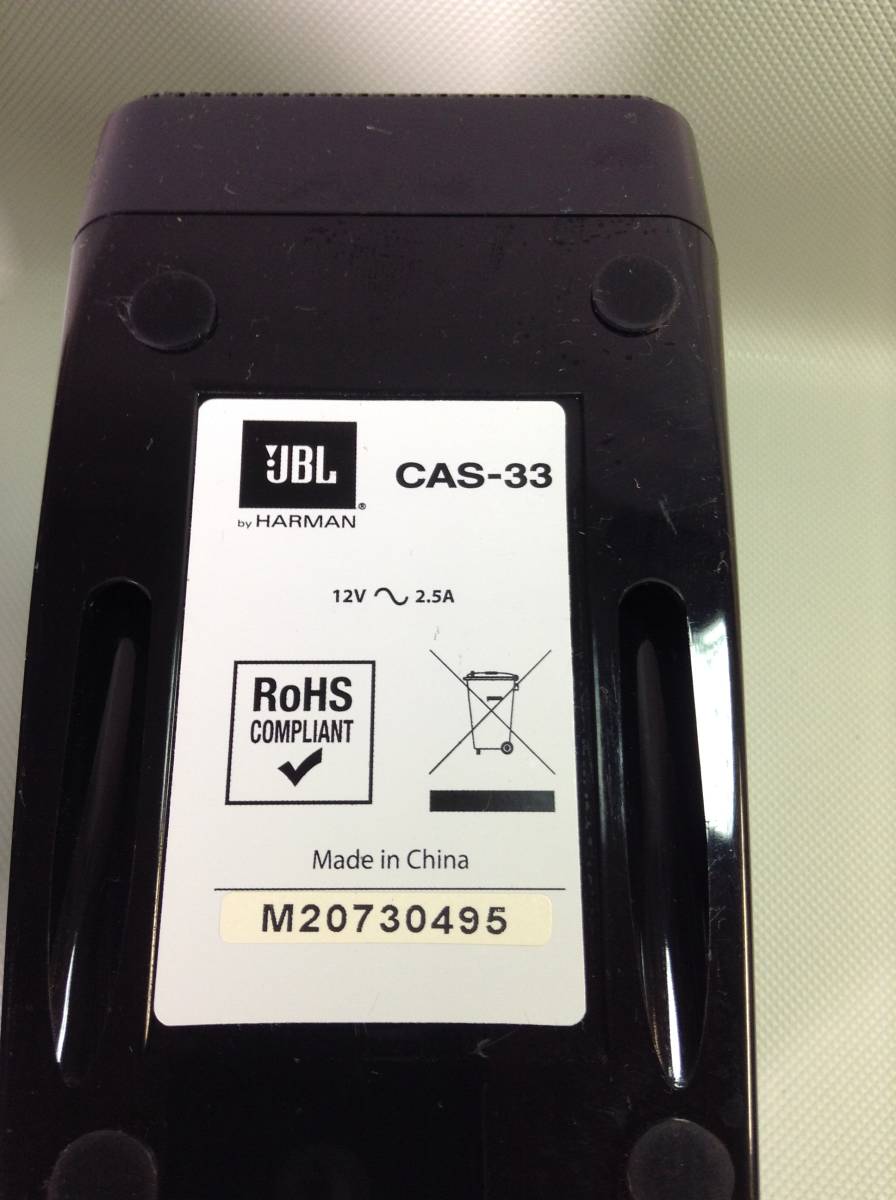 JBL
CAS-33
by HARMAN®
12V ~ 2.5A
RoHS
COMPLIANT
Made in China
M20730495